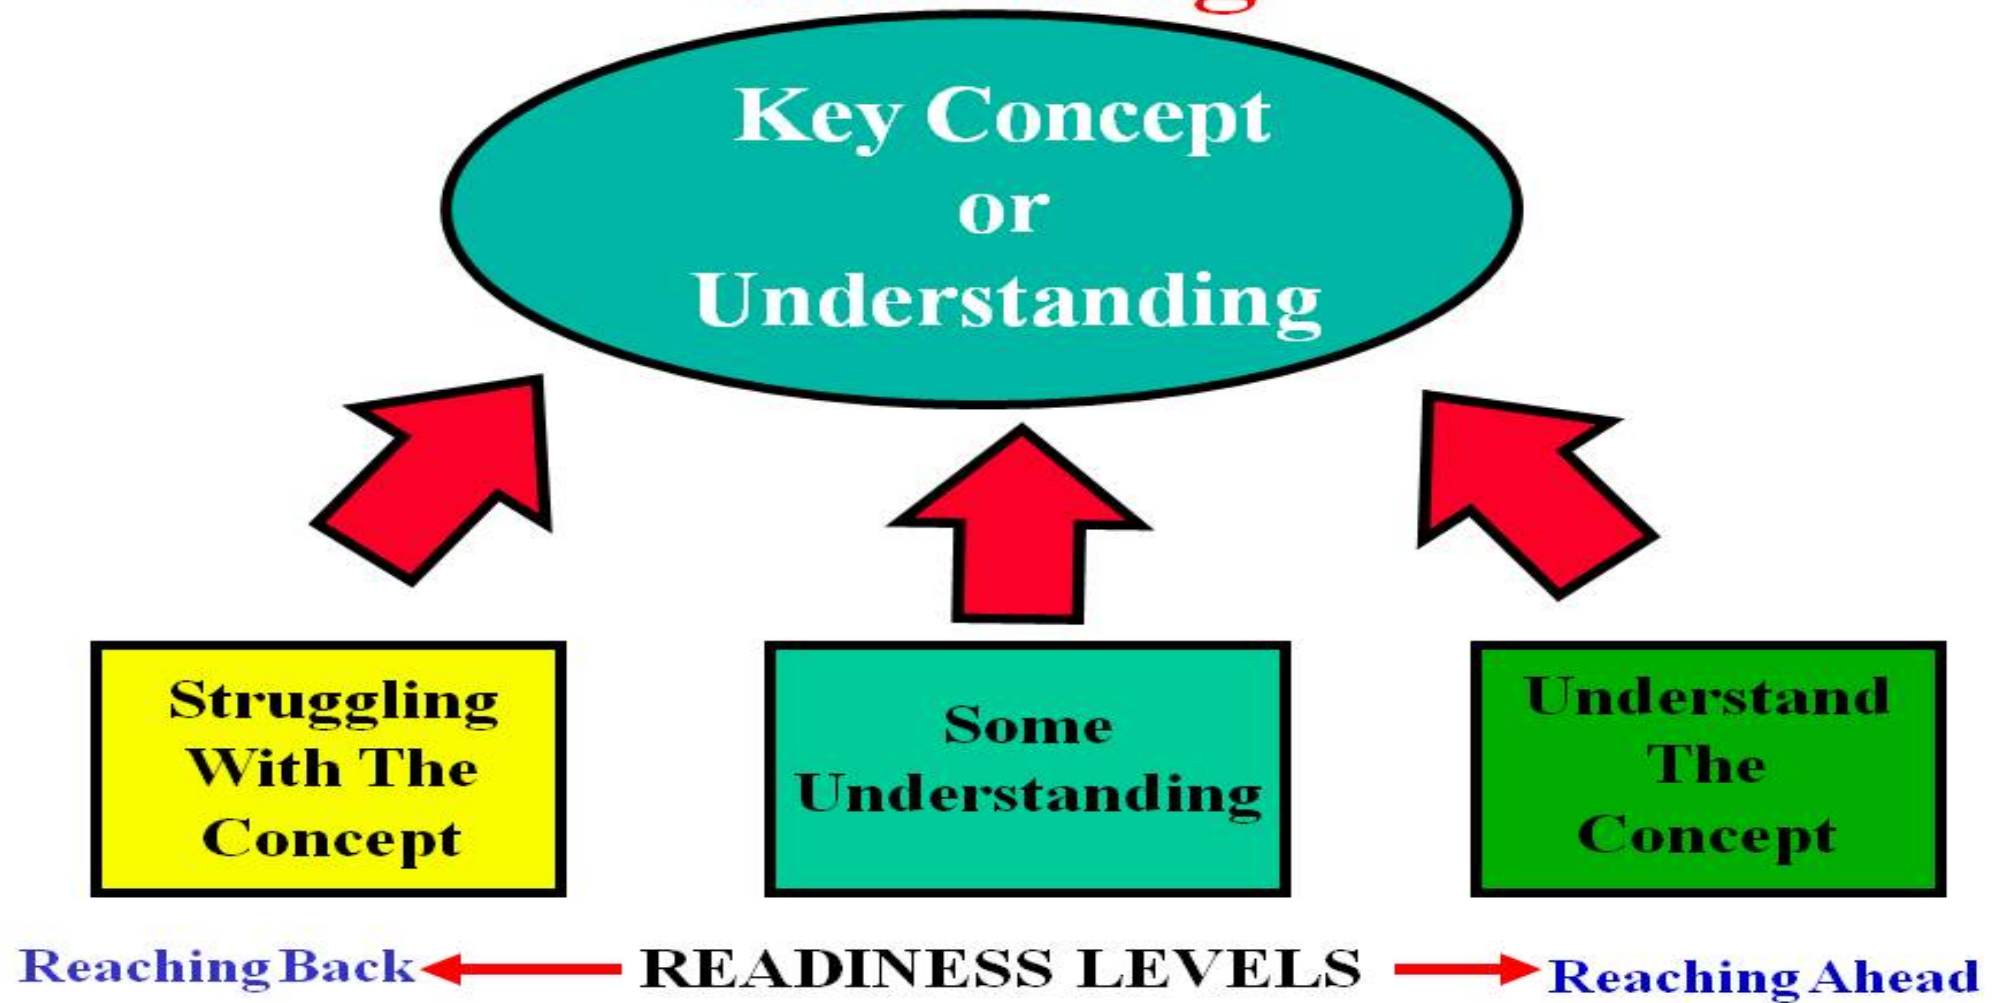 Key Concept
or
Understanding
Struggling
With The
Concept
Some
Understanding
Understand
The
Concept
Reaching Back
READINESS LEVELS
Reaching Ahead